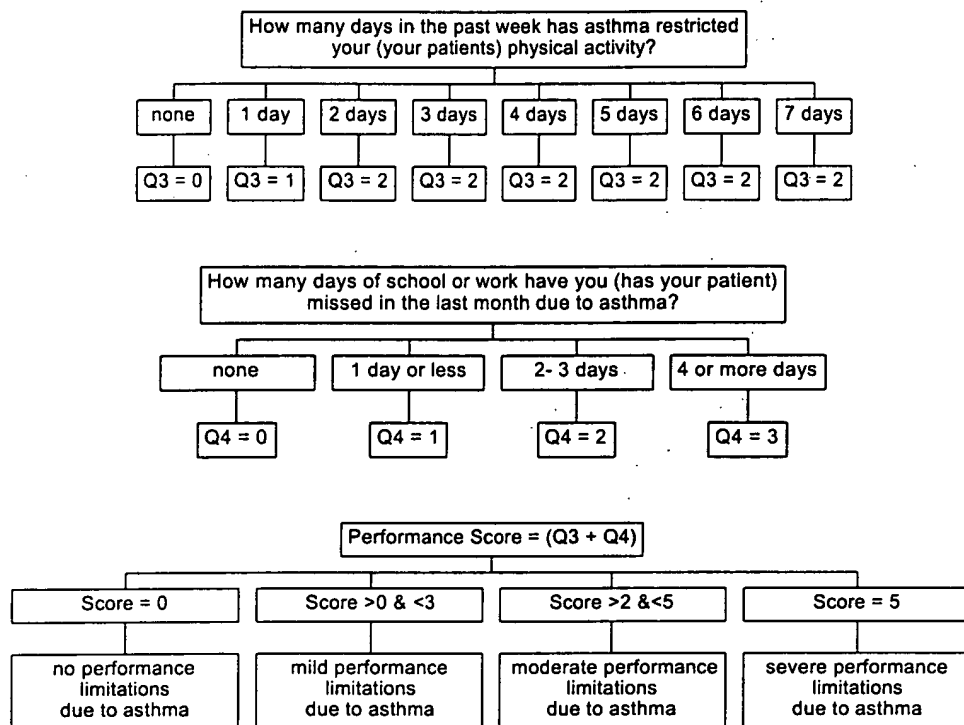 How many days in the past week has asthma restricted
your (your patients) physical activity?
none 1 day 2 days 3 days 4 days 5 days 6 days 7 days
Q3 = 0 Q3 = 1 Q3 = 2 Q3 = 2 Q3 = 2 Q3 = 2 Q3 = 2 Q3 = 2
How many days of school or work have you (has your patient)
missed in the last month due to asthma?
none 1 day or less 2- 3 days 4 or more days
Q4 = 0 Q4 = 1 Q4 = 2 Q4 = 3
Performance Score = (Q3 + Q4)
Score = 0 Score >0 & <3 Score >2 &<5 Score = 5
no performance mild performance moderate performance severe performance
limitations limitations limitations limitations
due to asthma due to asthma due to asthma due to asthma